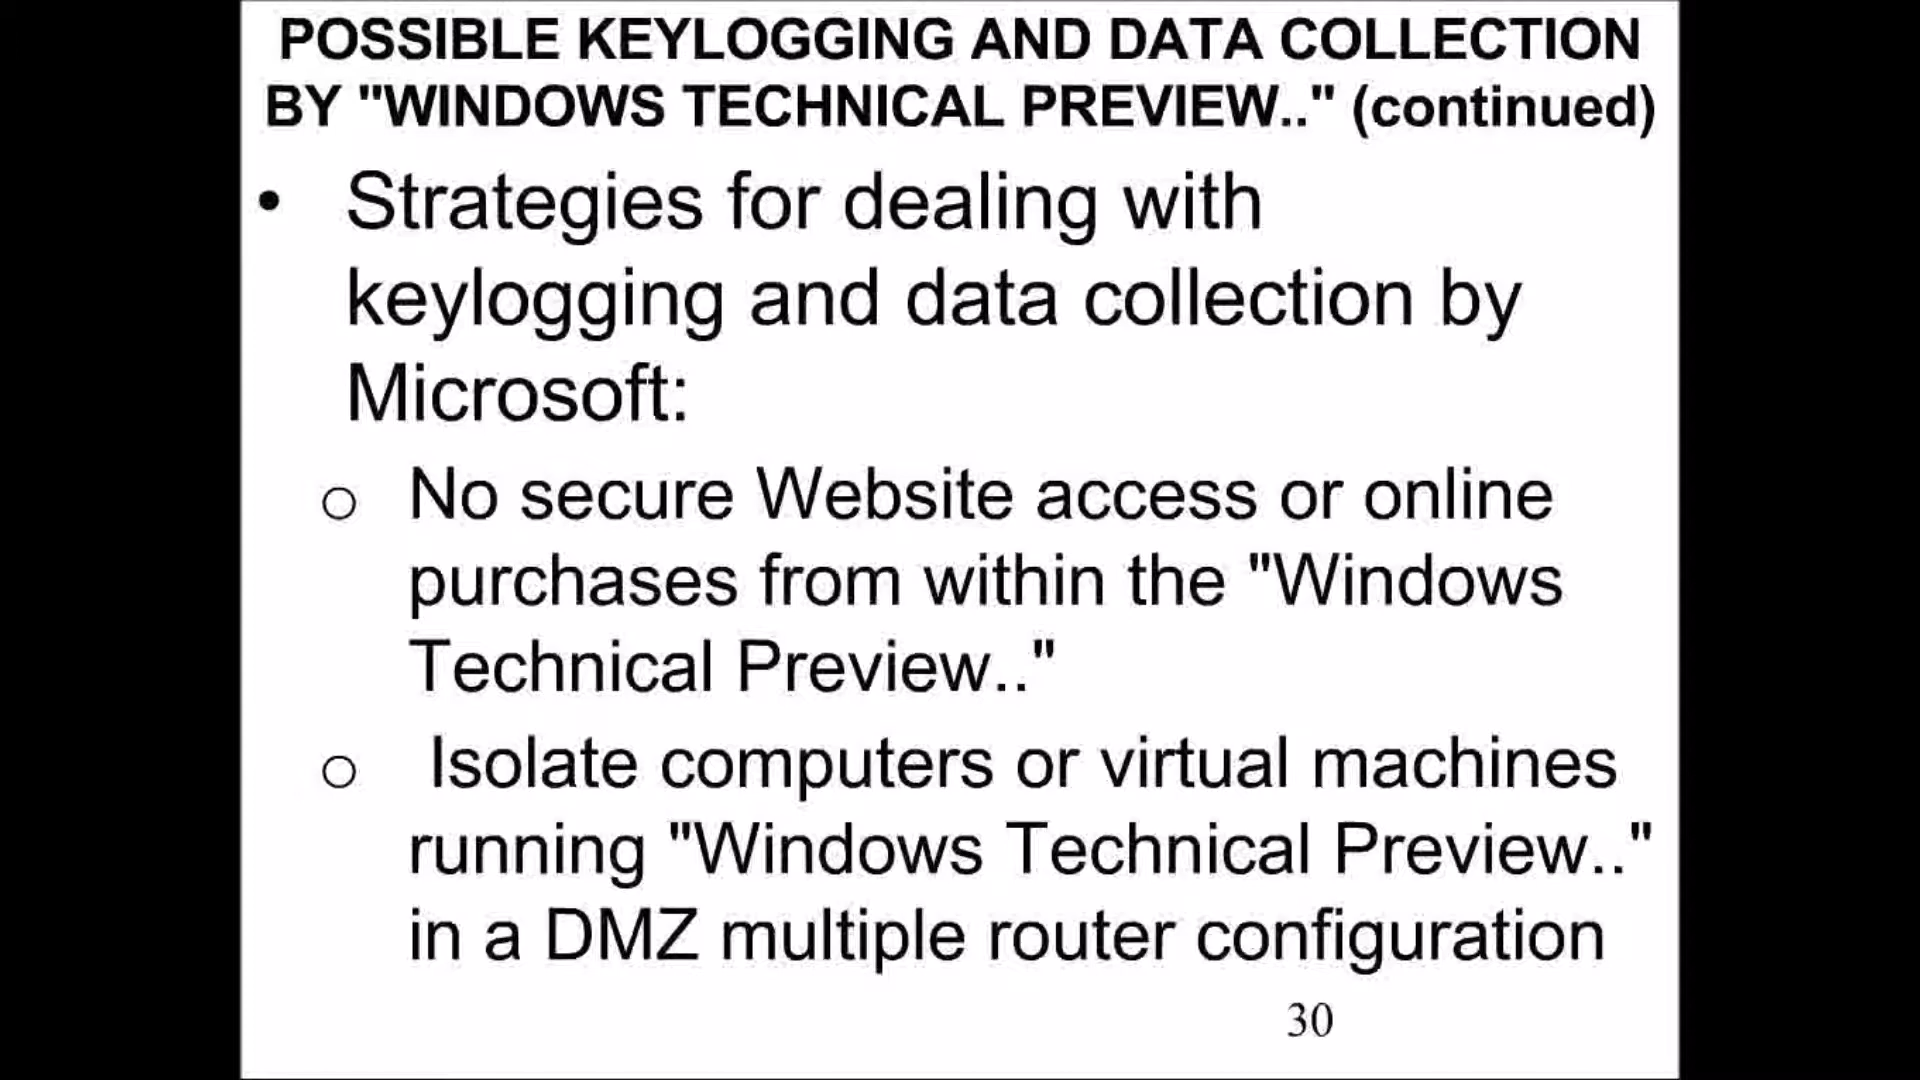 POSSIBLE KEYLOGGING AND DATA COLLECTION
BY "WINDOWS TECHNICAL PREVIEW.." (continued)
• Strategies for dealing with
keylogging and data collection by
Microsoft:
o No secure Website access or online
purchases from within the "Windows
Technical Preview.."
o Isolate computers or virtual machines
running "Windows Technical Preview.."
in a DMZ multiple router configuration
30